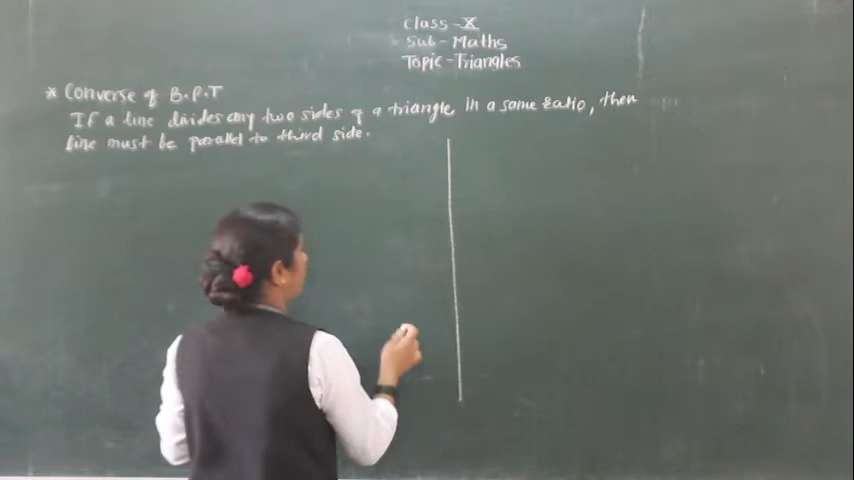 Class-X
Sub-Maths
Topic-Triangles
* Converse of B.P.T
If a line divides any two sides of a triangle in a same ratio, then
line must be parallel to third side.